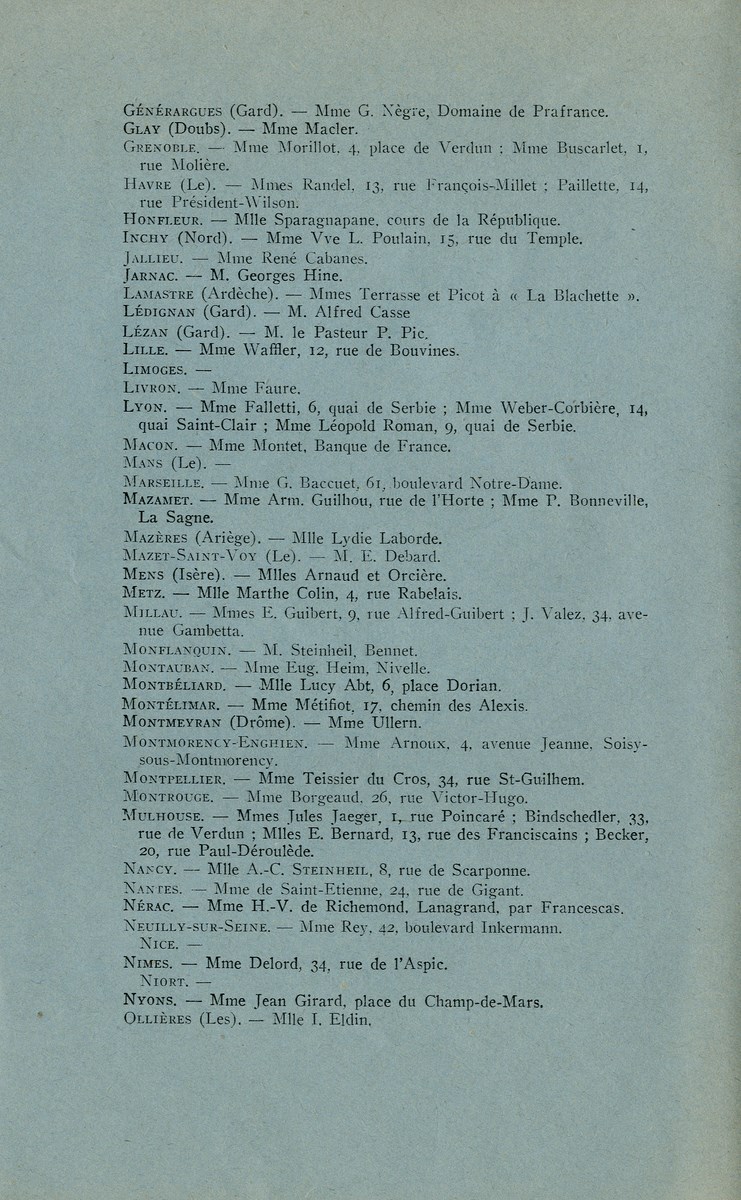 GÉNÉRARGUES (Gard). — Mme G. Nègre, Domaine de Prafrance.
GLAY (Doubs). — Mme Macler.
GRENOBLE. — Mme Morillot, 4, place de Verdun ; Mme Buscarlet, 1,
rue Molière.
HAVRE (Le). — Mmes Randel, 13, rue François-Millet ; Paillette, 14,
rue Président-Wilson.
HONFLEUR. — Mlle Sparagnapane, cours de la République.
INCHY (Nord). — Mme Vve L. Poulain, 15, rue du Temple.
JALLIEU. — Mme René Cabanes.
JARNAC. — M. Georges Hine.
LAMASTRE (Ardèche). — Mmes Terrasse et Picot à « La Blachette ».
LÉDIGNAN (Gard). — M. Alfred Casse
LÉZAN (Gard). — M. le Pasteur P. Pic.
LILLE. — Mme Waffler, 12, rue de Bouvines.
LIMOGES. —
LIVRON. — Mme Faure.
LYON. — Mme Falletti, 6, quai de Serbie ; Mme Weber-Corbière, 14,
quai Saint-Clair ; Mme Léopold Roman, 9, quai de Serbie.
MACON. — Mme Montet, Banque de France.
MANS (Le). —
MARSEILLE. — Mme G. Baccuet, 61, boulevard Notre-Dame.
MAZAMET. — Mme Arm. Guilhou, rue de l'Horte ; Mme P. Bonneville,
La Sagne.
MAZÈRES (Ariège). — Mlle Lydie Laborde.
MAZET-SAINT-VOY (Le). — M. E. Debard.
MENS (Isère). — Mlles Arnaud et Orcière.
METZ. — Mlle Marthe Colin, 4, rue Rabelais.
MILLAU. — Mmes E. Guibert, 9, rue Alfred-Guibert ; J. Valez, 34, ave-
nue Gambetta.
MONFLANQUIN. — M. Steinheil, Bennet.
MONTAUBAN. — Mme Eug. Heim, Nivelle.
MONTBÉLIARD. — Mlle Lucy Abt, 6, place Dorian.
MONTÉLIMAR. — Mme Métifiot, 17, chemin des Alexis.
MONTMEYRAN (Drôme). — Mme Ullern.
MONTMORENCY-ENGHIEN. — Mme Arnoux, 4, avenue Jeanne, Soisy-
sous-Montmorency.
MONTPELLIER. — Mme Teissier du Cros, 34, rue St-Guilhem.
MONTROUGE. — Mme Borgeaud, 26, rue Victor-Hugo.
MULHOUSE. — Mmes Jules Jaeger, 1, rue Poincaré ; Bindschedler, 33,
rue de Verdun ; Mlles E. Bernard, 13, rue des Franciscains ; Becker,
20, rue Paul-Déroulède.
NANCY. — Mlle A.-C. STEINHEIL, 8, rue de Scarponne.
NANTES. — Mme de Saint-Etienne, 24, rue de Gigant.
NÉRAC. — Mme H.-V. de Richemond, Lanagrand, par Francescas.
NEUILLY-SUR-SEINE. — Mme Rey, 42, boulevard Inkermann.
NICE. —
NIMES. — Mme Delord, 34, rue de l'Aspic.
NIORT. —
NYONS. — Mme Jean Girard, place du Champ-de-Mars.
OLLIÈRES (Les). — Mlle I. Eldin.